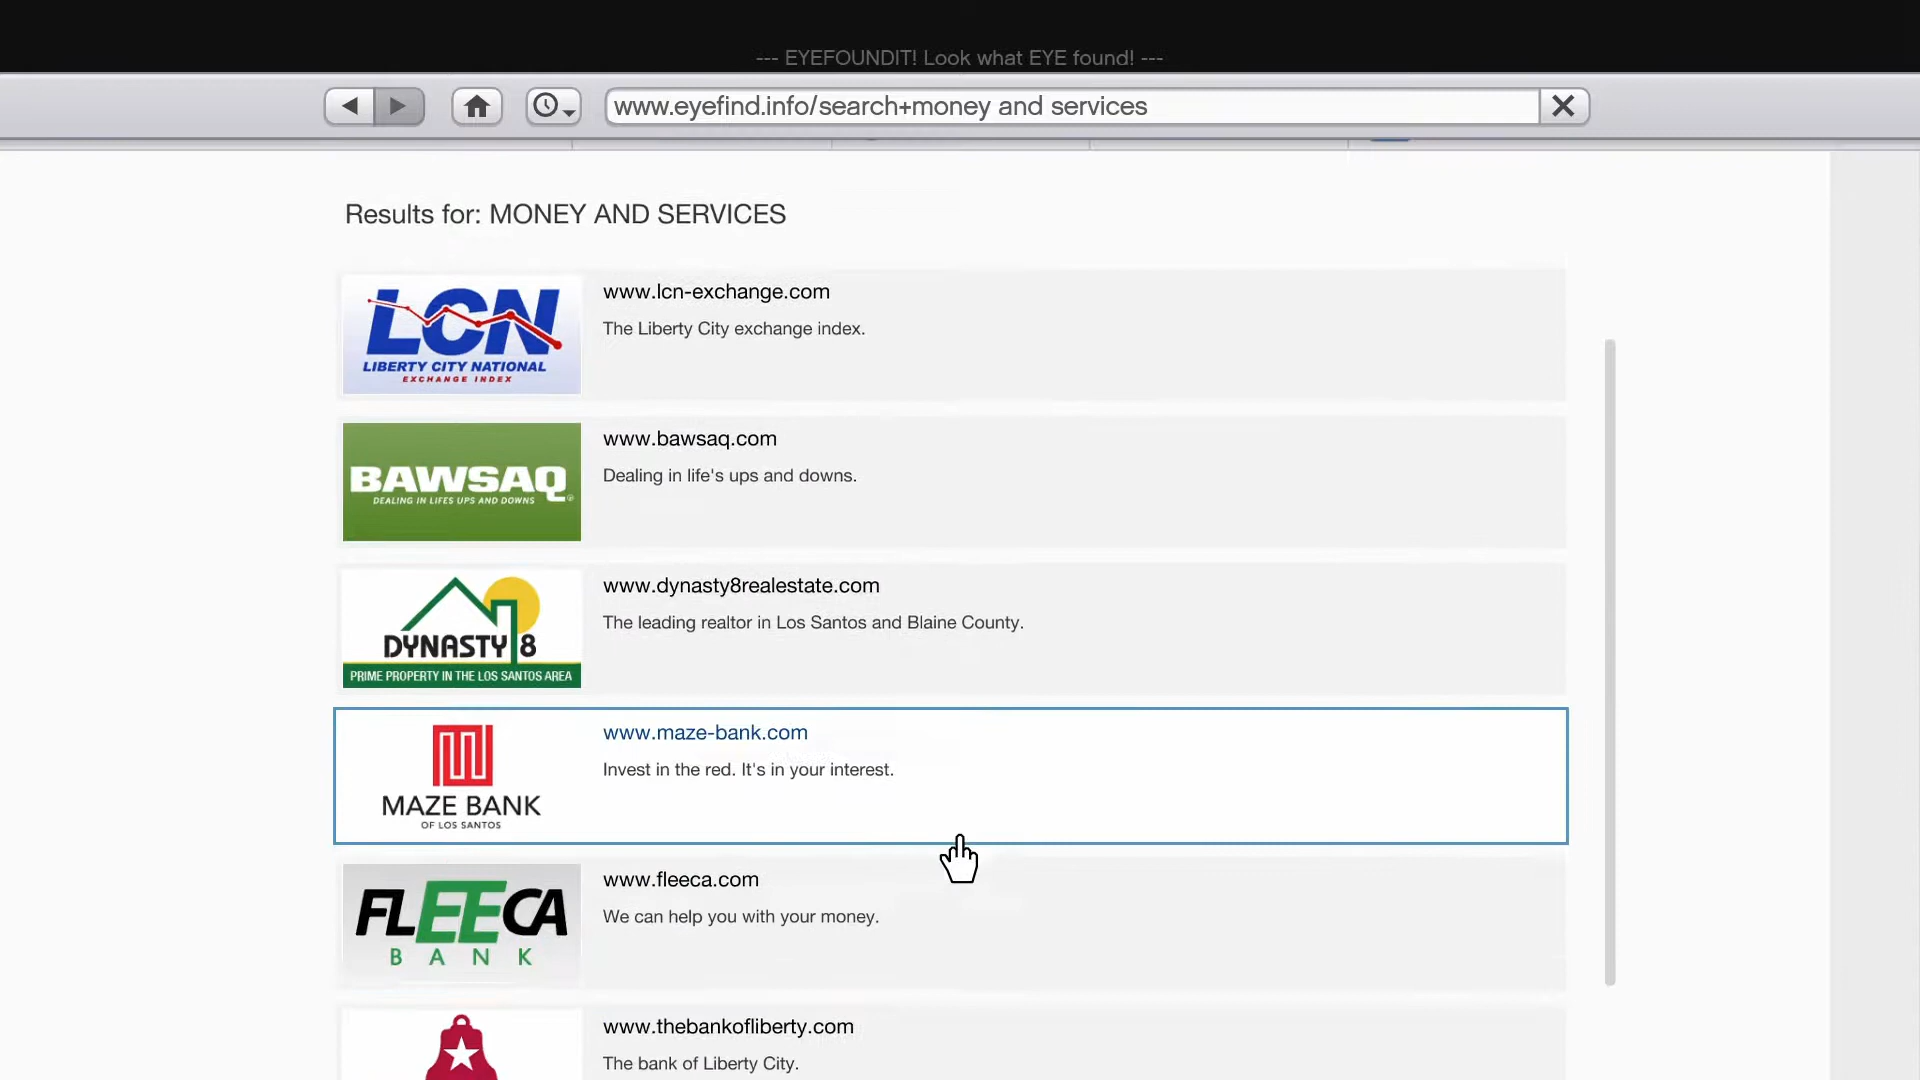 --- EYEFOUNDIT! Look what EYE found! ---
www.eyefind.info/search+money and services
Results for: MONEY AND SERVICES
LCN
LIBERTY CITY NATIONAL
EXCHANGE INDEX
www.lcn-exchange.com
The Liberty City exchange index.
BAWSAQ
DEALING IN LIFES UPS AND DOWNS
www.bawsaq.com
Dealing in life's ups and downs.
DYNASTY 8
PRIME PROPERTY IN THE LOS SANTOS AREA
www.dynasty8realestate.com
The leading realtor in Los Santos and Blaine County.
MAZE BANK
OF LOS SANTOS
www.maze-bank.com
Invest in the red. It's in your interest.
FLEECA
BANK
www.fleeca.com
We can help you with your money.
www.thebankofliberty.com
The bank of Liberty City.